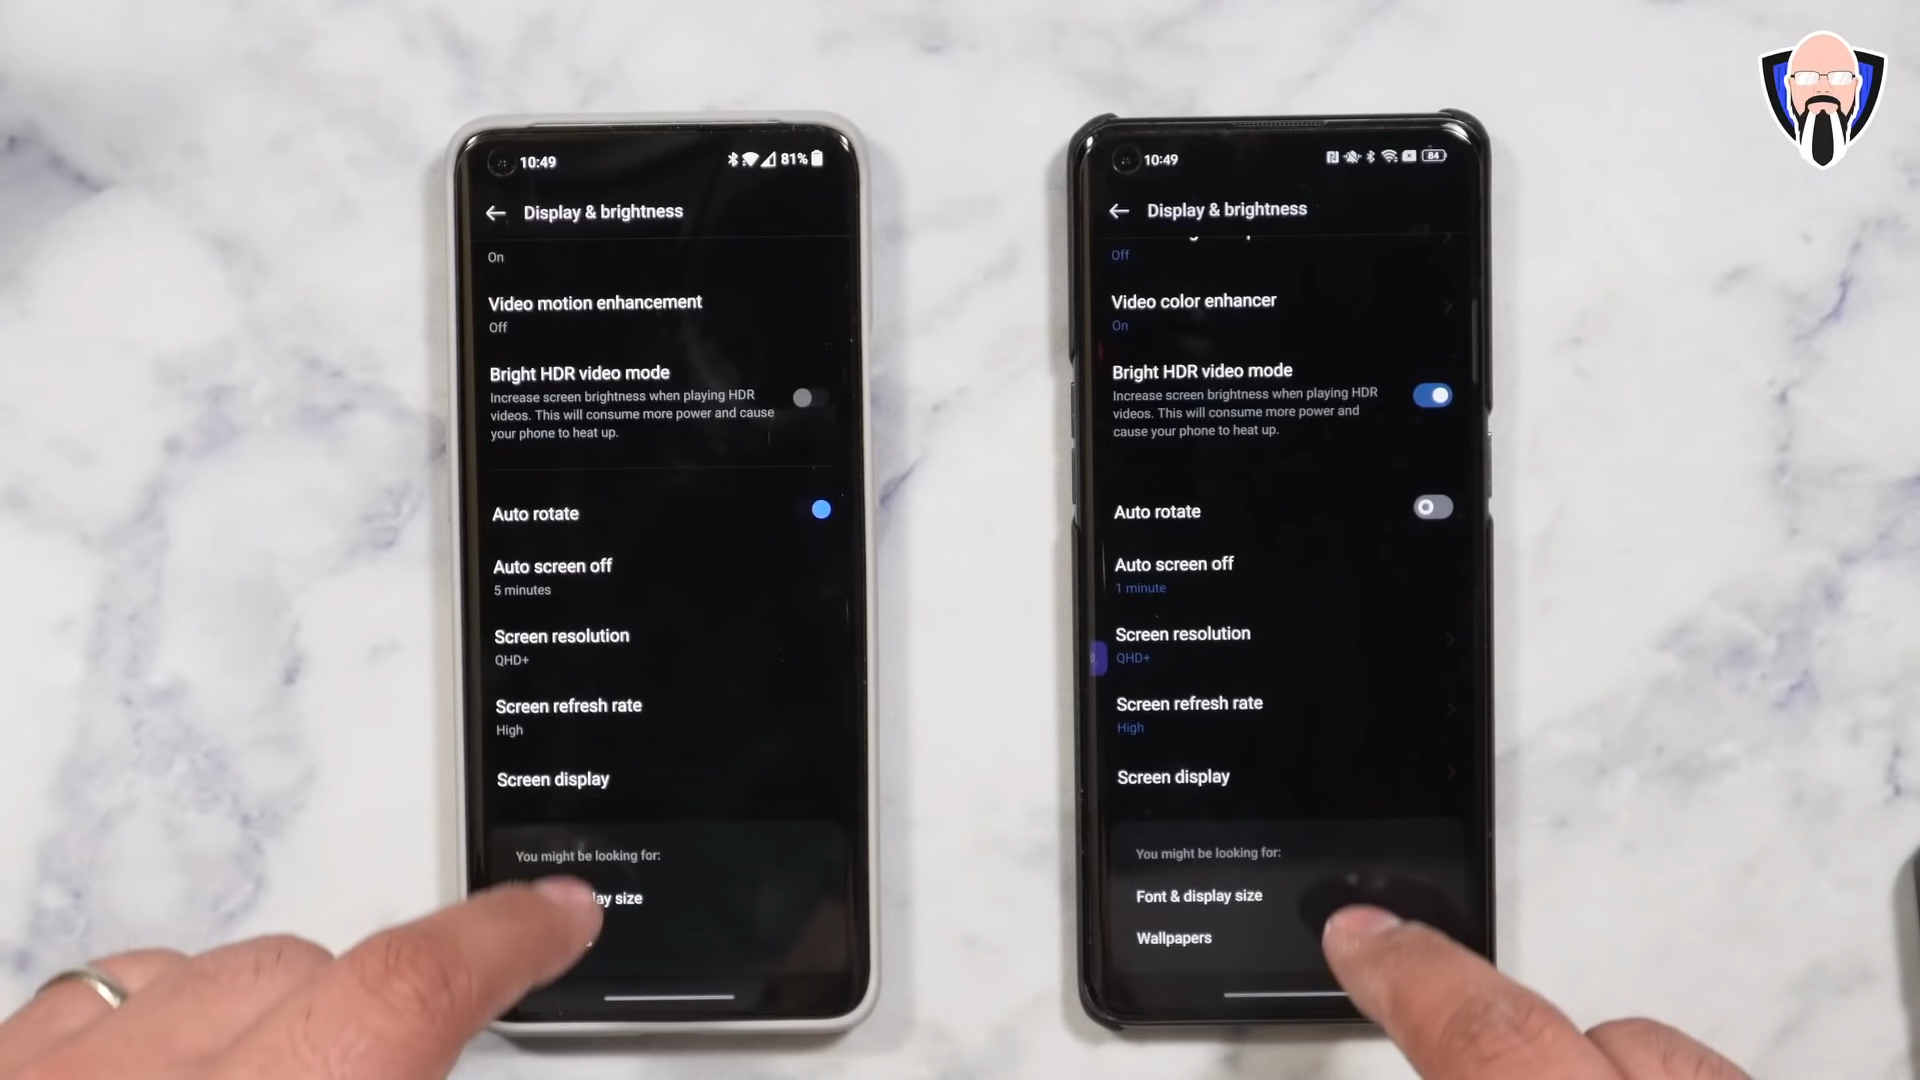 10:49
81%
Display & brightness
On
Video motion enhancement
Off
Bright HDR video mode
Increase screen brightness when playing HDR
videos. This will consume more power and cause
your phone to heat up.
Auto rotate
Auto screen off
5 minutes
Screen resolution
QHD+
Screen refresh rate
High
Screen display
You might be looking for:
size
10:49
84
Display & brightness
Off
Video color enhancer
On
Bright HDR video mode
Increase screen brightness when playing HDR
videos. This will consume more power and
cause your phone to heat up.
Auto rotate
Auto screen off
1 minute
Screen resolution
QHD+
Screen refresh rate
High
Screen display
You might be looking for:
Font & display size
Wallpapers